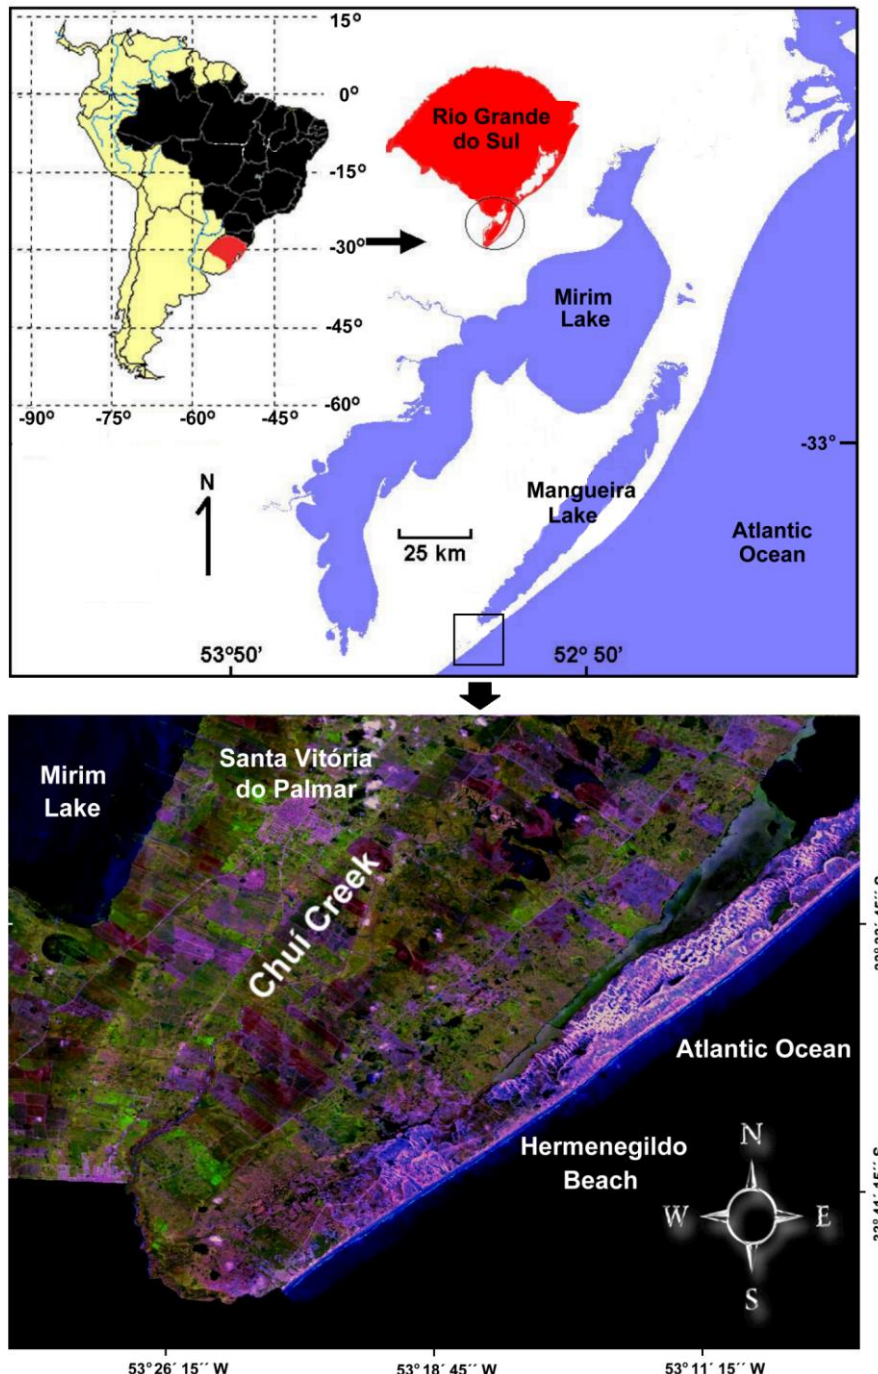 15°
0°
-15°
-30°
-45°
-60°
-90°
-75°
-60°
-45°
Rio Grande
do Sul
Mirim
Lake
Mangueira
Lake
-33°
Atlantic
Ocean
N
25 km
53º 50’
52º 50’
Mirim
Lake
Santa Vitória
do Palmar
Chuí Creek
Atlantic Ocean
Hermenegildo
Beach
N
W
E
S
53° 26´ 15´´ W
53° 18´ 45´´ W
53° 11´ 15´´ W